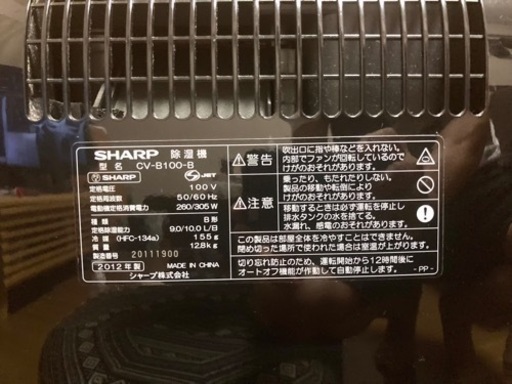 SHARP 除湿機
型 名 CV-B100-B
SHARP JET
定格電圧 100V
定格周波数 50/60Hz
電動機定格消費電力 260/305W
種 類 B形
定格除湿能力 9.0/10.0L/B
冷 媒 (HFC-134a) 155g
質 量 12.8kg
製造番号 20111900
2012年製 MADE IN CHINA
シャープ株式会社
警告
吹出口に指や棒などを入れない。
内部でファンが回転しているので
けがのおそれがあります。
注意
乗ったり、もたれたりしない。
製品の移動や転倒により
けがのおそれがあります。
移動するときは必ず運転を停止し
排水タンクの水を捨てる。
水漏れ、感電のおそれがあります。
この製品は部屋全体を冷やすことはできません。
閉め切った場所で使われた場合は室温が上がります。
切り忘れ防止のため、運転開始から12時間後に
オートオフ機能が作動して自動停止します。 -PP-